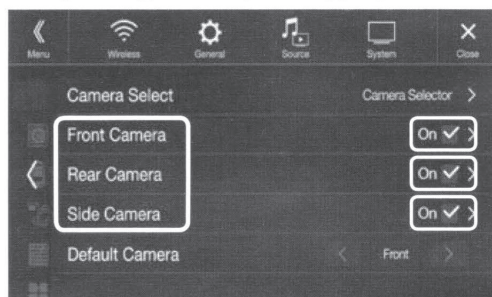 Menu Wireless General Source System Close
Camera Select Camera Selector
Front Camera On
Rear Camera On
Side Camera On
Default Camera Front